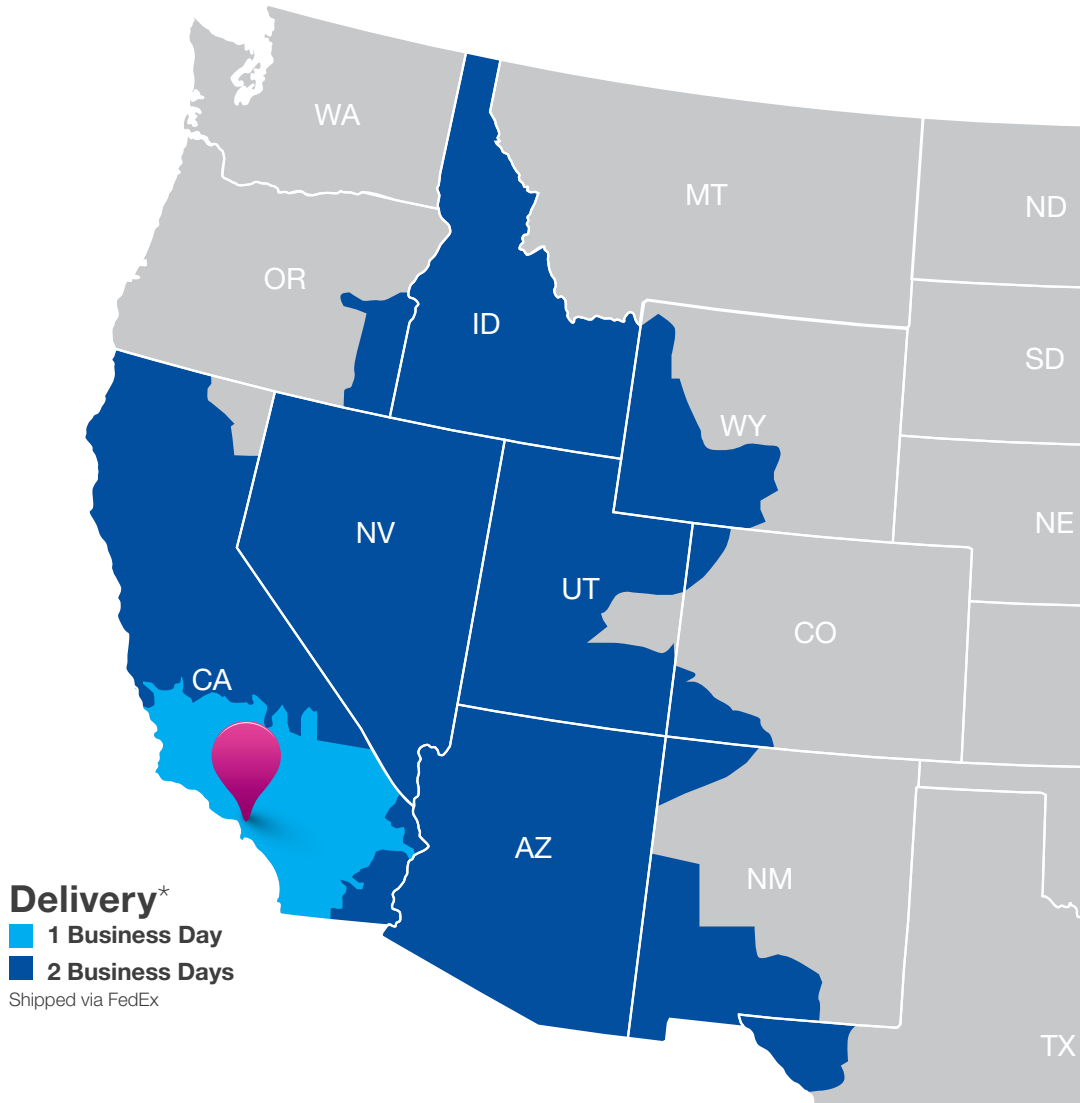 WA
MT
ND
OR
ID
SD
WY
NE
NV
UT
CO
CA
AZ
NM
TX
Delivery*
1 Business Day
2 Business Days
Shipped via FedEx